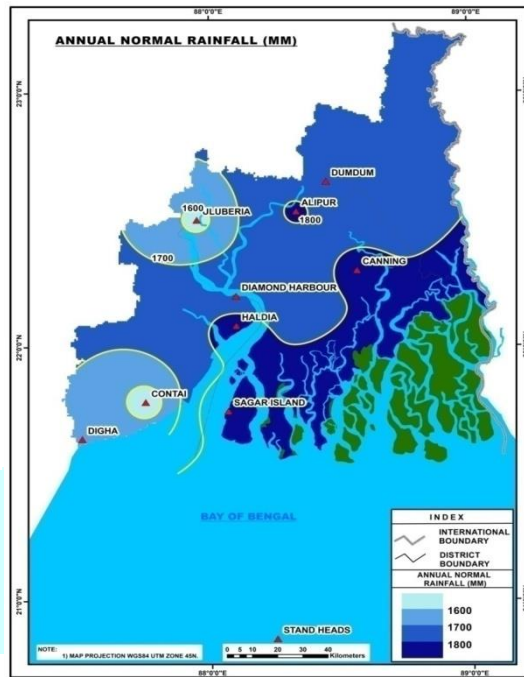 88°0'0"E
89°0'0"E
ANNUAL NORMAL RAINFALL (MM)
23°0'0"N
DUMDUM
1600
ULUBERIA
ALIPUR
1800
1700
CANNING
DIAMOND HARBOUR
HALDIA
22°0'0"N
CONTAI
SAGAR ISLAND
DIGHA
BAY OF BENGAL
INDEX
INTERNATIONAL
BOUNDARY
DISTRICT
BOUNDARY
ANNUAL NORMAL
RAINFALL (MM)
1600
1700
1800
21°0'0"N
STAND HEADS
NOTE:
1) MAP PROJECTION WGS84 UTM ZONE 45N.
0 5 10 20 30 40
Kilometers
88°0'0"E
89°0'0"E